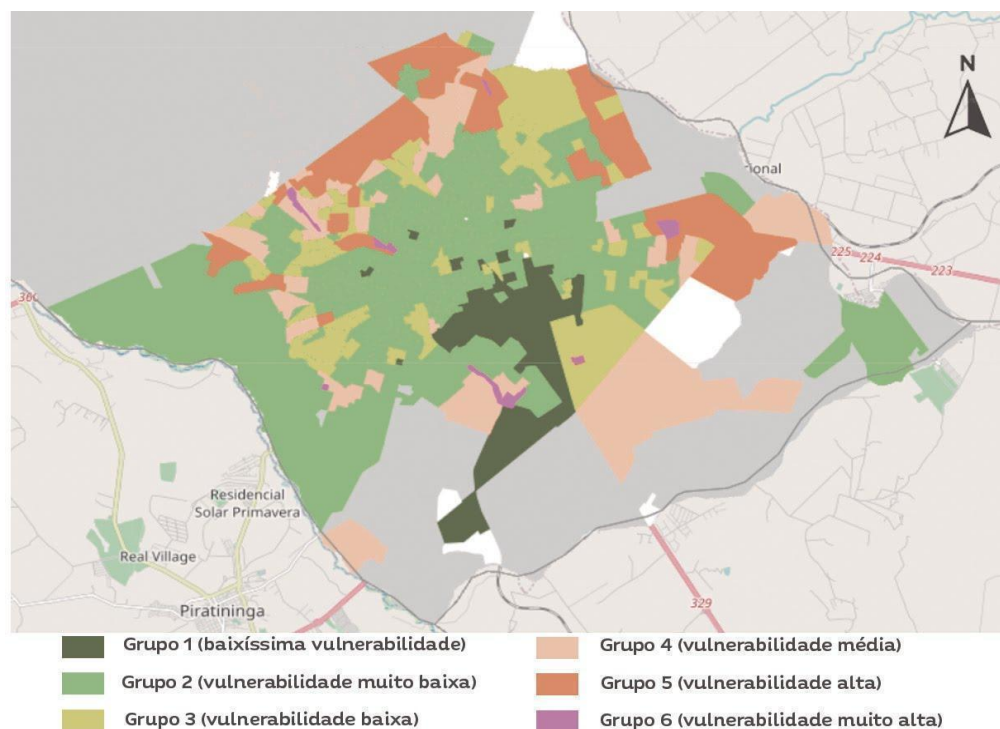 N
ional
225
224
223
360
Residencial
Solar Primavera
Real Village
Piratininga
329
Grupo 1 (baixíssima vulnerabilidade)
Grupo 4 (vulnerabilidade média)
Grupo 2 (vulnerabilidade muito baixa)
Grupo 5 (vulnerabilidade alta)
Grupo 3 (vulnerabilidade baixa)
Grupo 6 (vulnerabilidade muito alta)